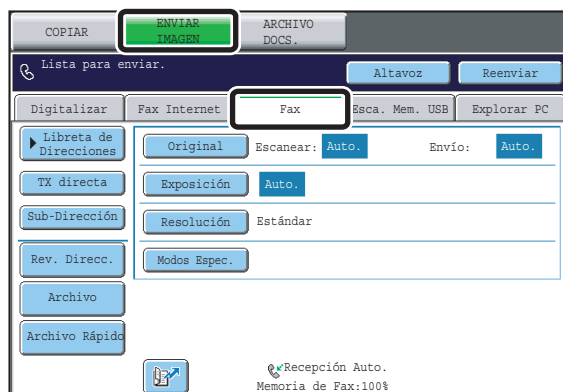 COPIAR
ENVIAR
IMAGEN
ARCHIVO
DOCS.
Lista para enviar.
Altavoz
Reenviar
Digitalizar
Fax Internet
Fax
Esca. Mem. USB
Explorar PC
Libreta de
Direcciones
Original
Escanear:
Auto.
Envío:
Auto.
TX directa
Exposición
Auto.
Sub-Dirección
Resolución
Estándar
Rev. Direcc.
Modos Espec.
Archivo
Archivo Rápido
Recepción Auto.
Memoria de Fax:100%